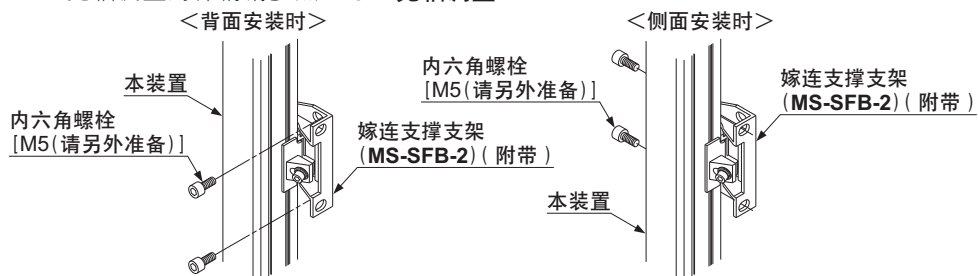 <背面安装时>
本装置
内六角螺栓
[M5(请另外准备)]
嫁连支撑支架
(MS-SFB-2)(附带)
<侧面安装时>
内六角螺栓
[M5(请另外准备)]
嫁连支撑支架
(MS-SFB-2)(附带)
本装置